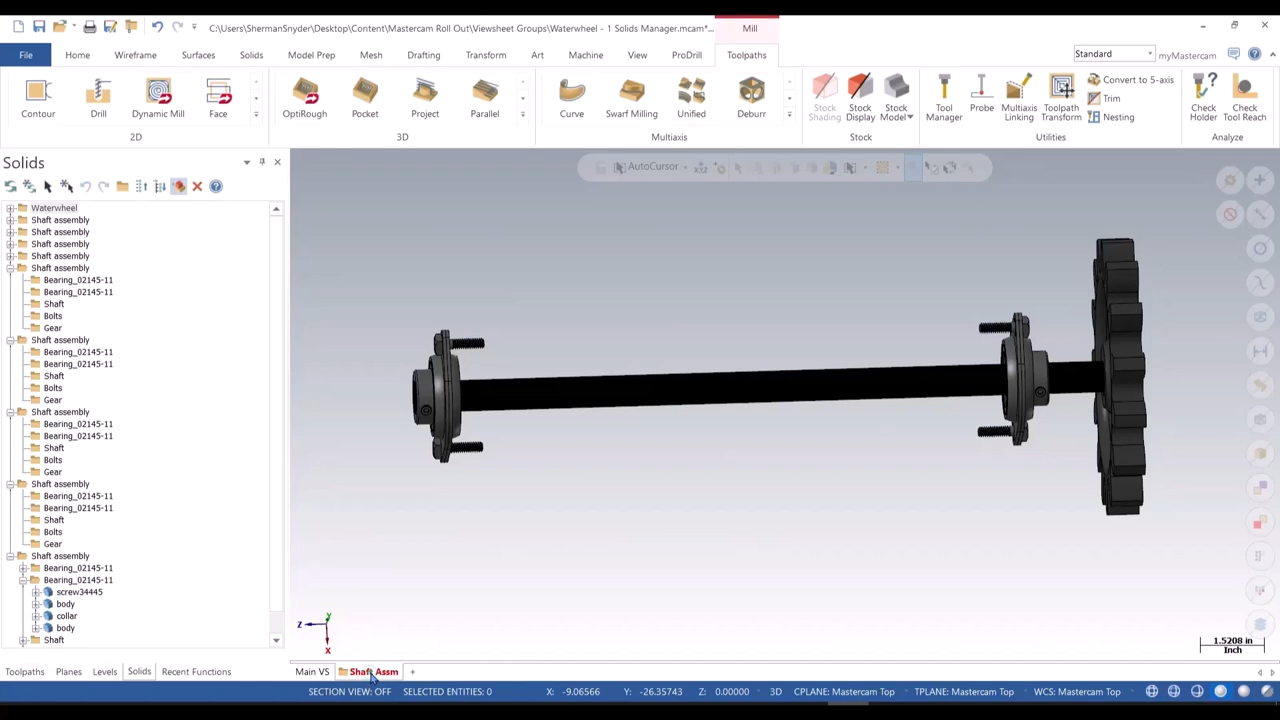 C:\Users\ShermanSnyder\Desktop\Content\Mastercam Roll Out\Viewsheet Groups\Waterwheel - 1 Solids Manager.mcam*...
Mill
File Home Wireframe Surfaces Solids Model Prep Mesh Drafting Transform Art Machine View ProDrill Toolpaths
Standard myMastercam
Contour Drill Dynamic Mill Face
2D
OptiRough Pocket Project Parallel
3D
Curve Swarf Milling Unified Deburr
Multiaxis
Stock Shading Stock Display Stock Model
Stock
Tool Manager Probe Multiaxis Linking Toolpath Transform
Convert to 5-axis
Trim
Nesting
Utilities
Check Holder Check Tool Reach
Analyze
Solids
AutoCursor
Waterwheel
Shaft assembly
Shaft assembly
Shaft assembly
Shaft assembly
Shaft assembly
Bearing_02145-11
Bearing_02145-11
Shaft
Bolts
Gear
Shaft assembly
Bearing_02145-11
Bearing_02145-11
Shaft
Bolts
Gear
Shaft assembly
Bearing_02145-11
Bearing_02145-11
Shaft
Bolts
Gear
Shaft assembly
Bearing_02145-11
Bearing_02145-11
Shaft
Bolts
Gear
Shaft assembly
Bearing_02145-11
Bearing_02145-11
screw34445
body
collar
body
Shaft
Y
Z
X
1.5208 in
Inch
Toolpaths Planes Levels Solids Recent Functions
Main VS Shaft Assm +
SECTION VIEW: OFF SELECTED ENTITIES: 0 X: -9.06566 Y: -26.35743 Z: 0.00000 3D CPLANE: Mastercam Top TPLANE: Mastercam Top WCS: Mastercam Top